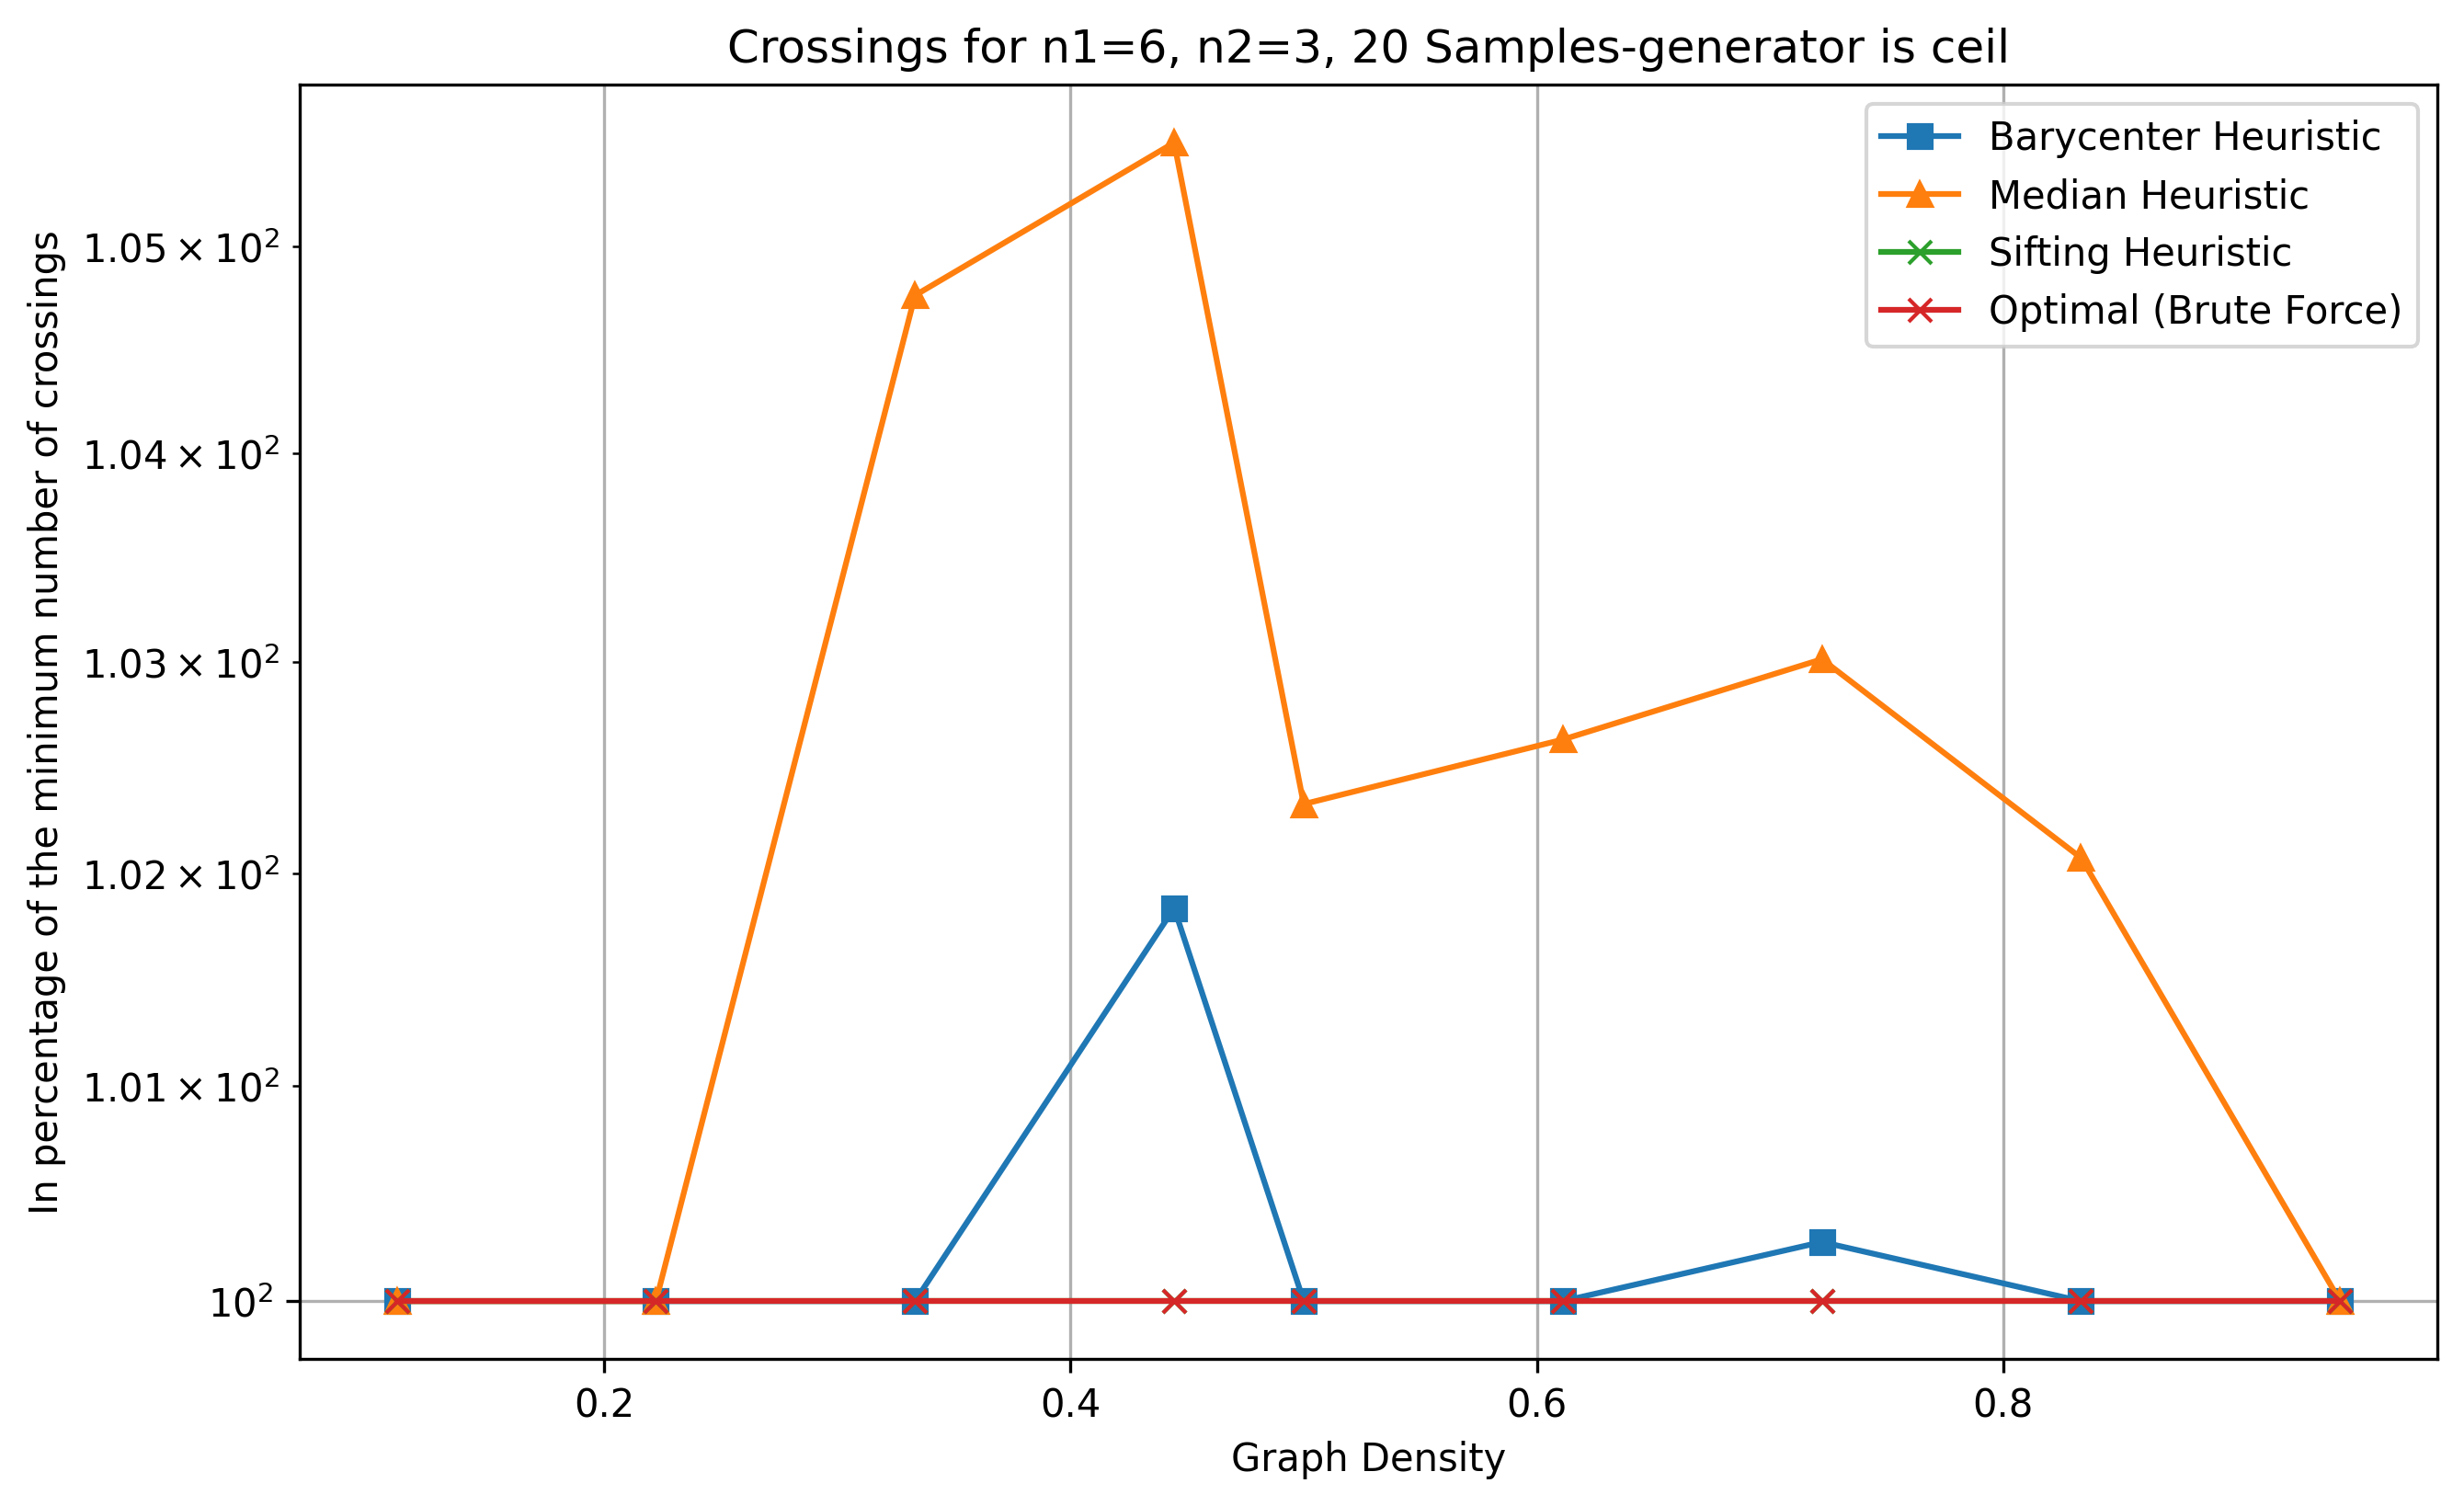 Crossings for n1=6, n2=3, 20 Samples-generator is ceil
Barycenter Heuristic
Median Heuristic
Sifting Heuristic
Optimal (Brute Force)
In percentage of the minimum number of crossings
1.05×10²
1.04×10²
1.03×10²
1.02×10²
1.01×10²
10²
0.2 0.4 0.6 0.8
Graph Density